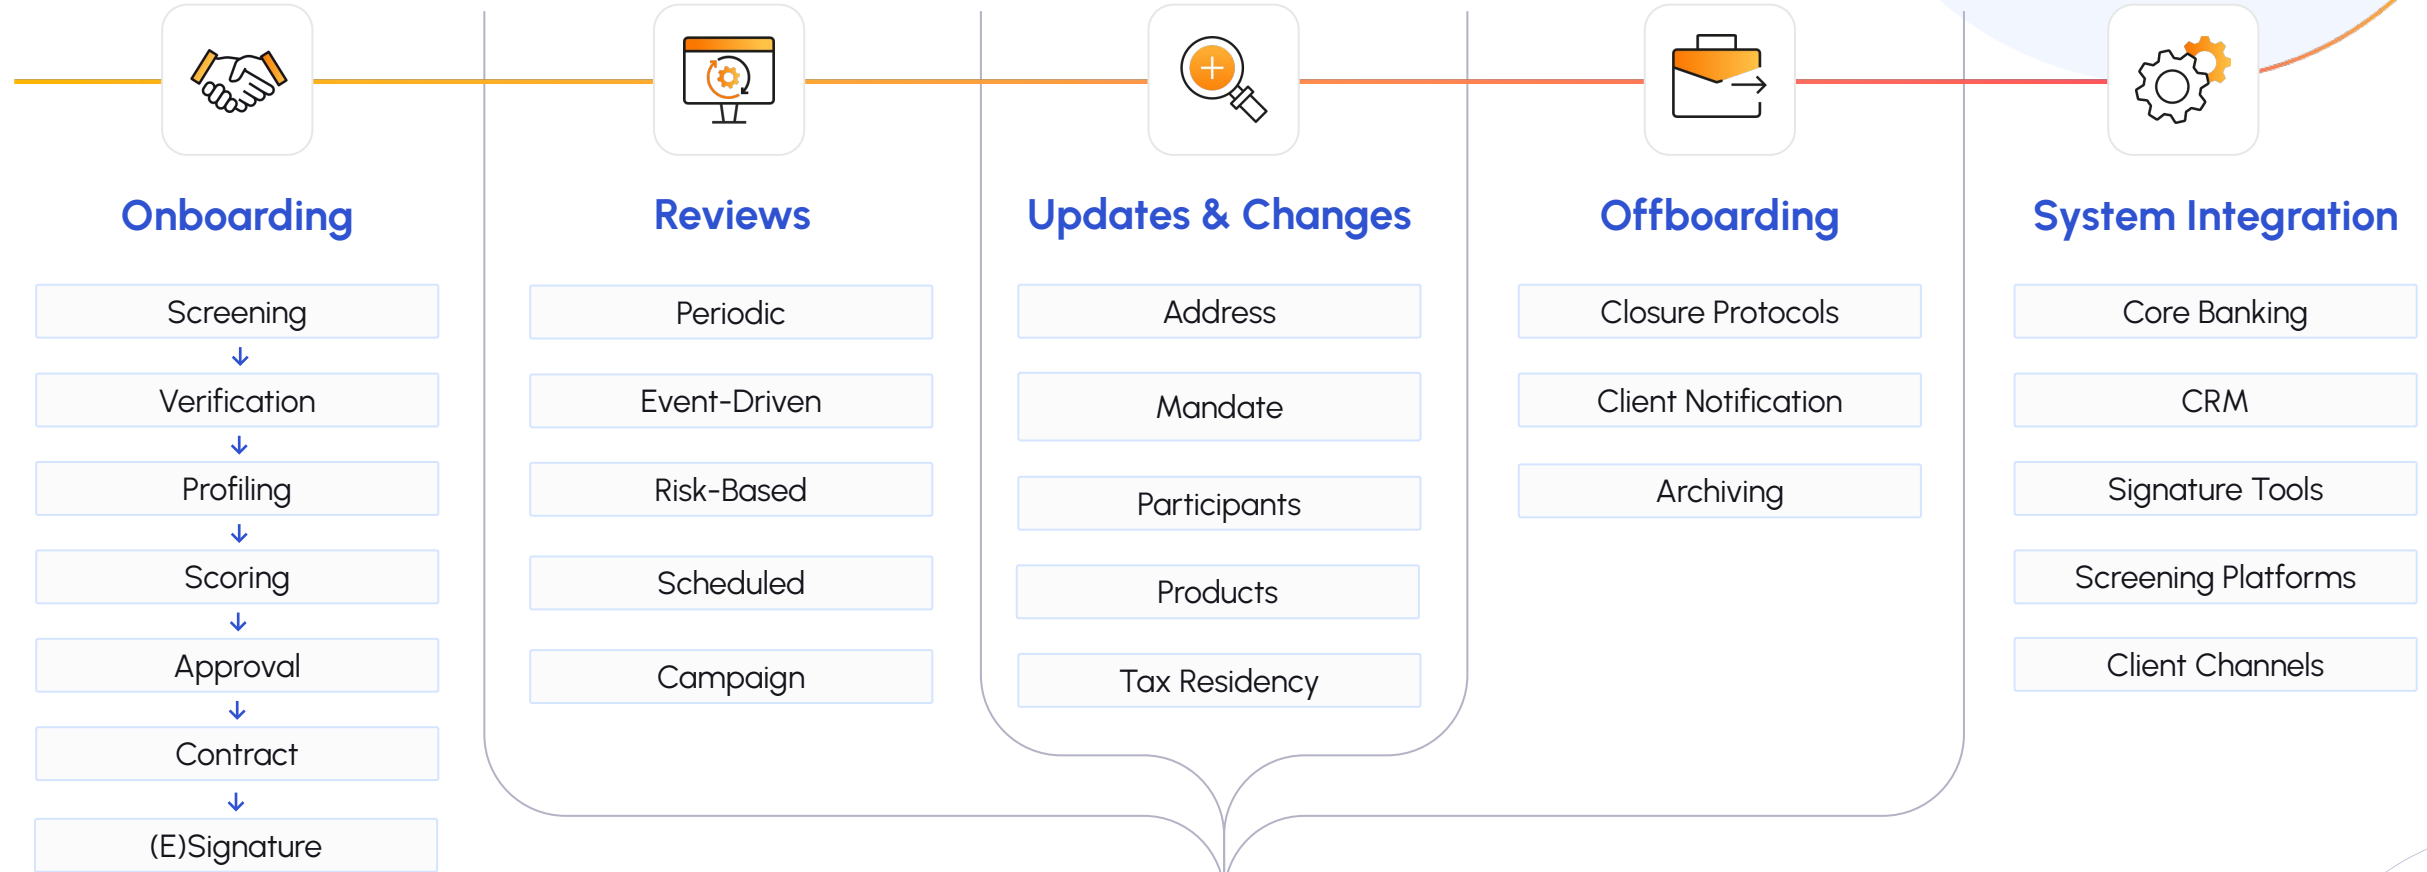 Onboarding
Screening
Verification
Profiling
Scoring
Approval
Contract
(E)Signature
Reviews
Periodic
Event-Driven
Risk-Based
Scheduled
Campaign
Updates & Changes
Address
Mandate
Participants
Products
Tax Residency
Offboarding
Closure Protocols
Client Notification
Archiving
System Integration
Core Banking
CRM
Signature Tools
Screening Platforms
Client Channels